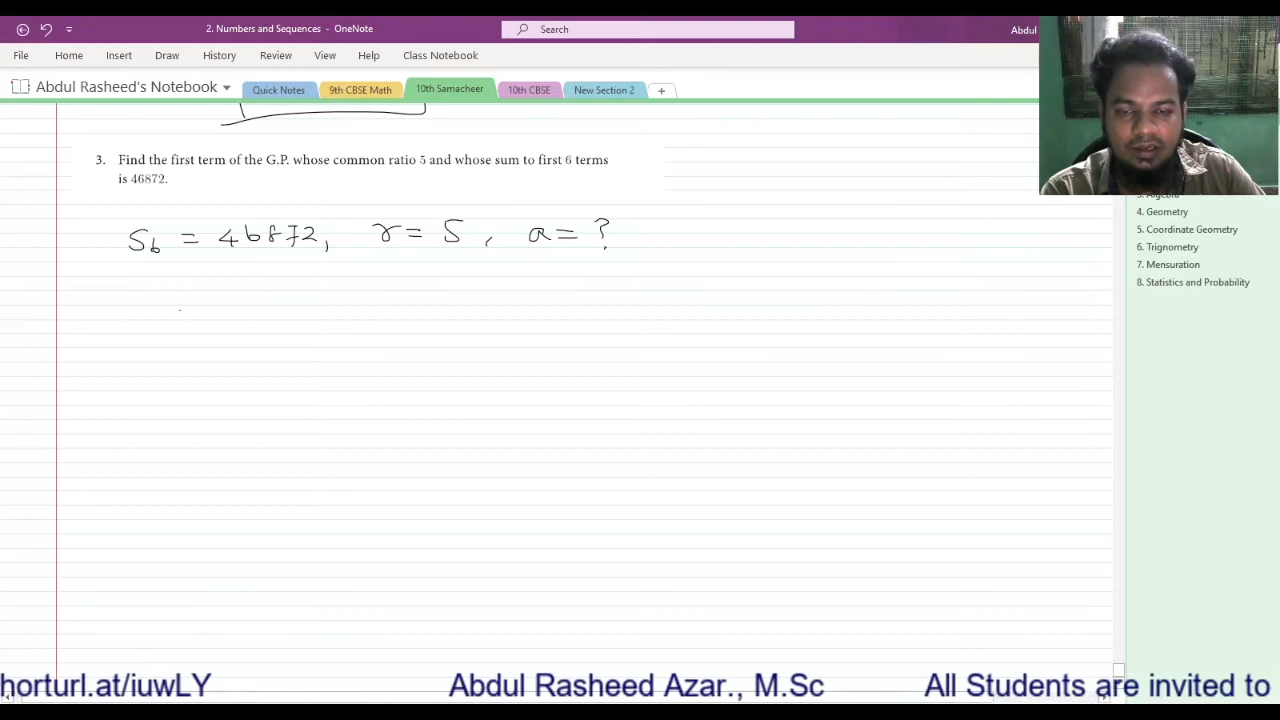 2. Numbers and Sequences - OneNote
Search
Abdul
File Home Insert Draw History Review View Help Class Notebook
Abdul Rasheed's Notebook
Quick Notes 9th CBSE Math 10th Samacheer 10th CBSE New Section 2
3. Find the first term of the G.P. whose common ratio 5 and whose sum to first 6 terms
is 46872.
S₆ = 46872, r = 5, a = ?
3. Algebra
4. Geometry
5. Coordinate Geometry
6. Trignometry
7. Mensuration
8. Statistics and Probability
horturl.at/iuwLY Abdul Rasheed Azar., M.Sc All Students are invited to